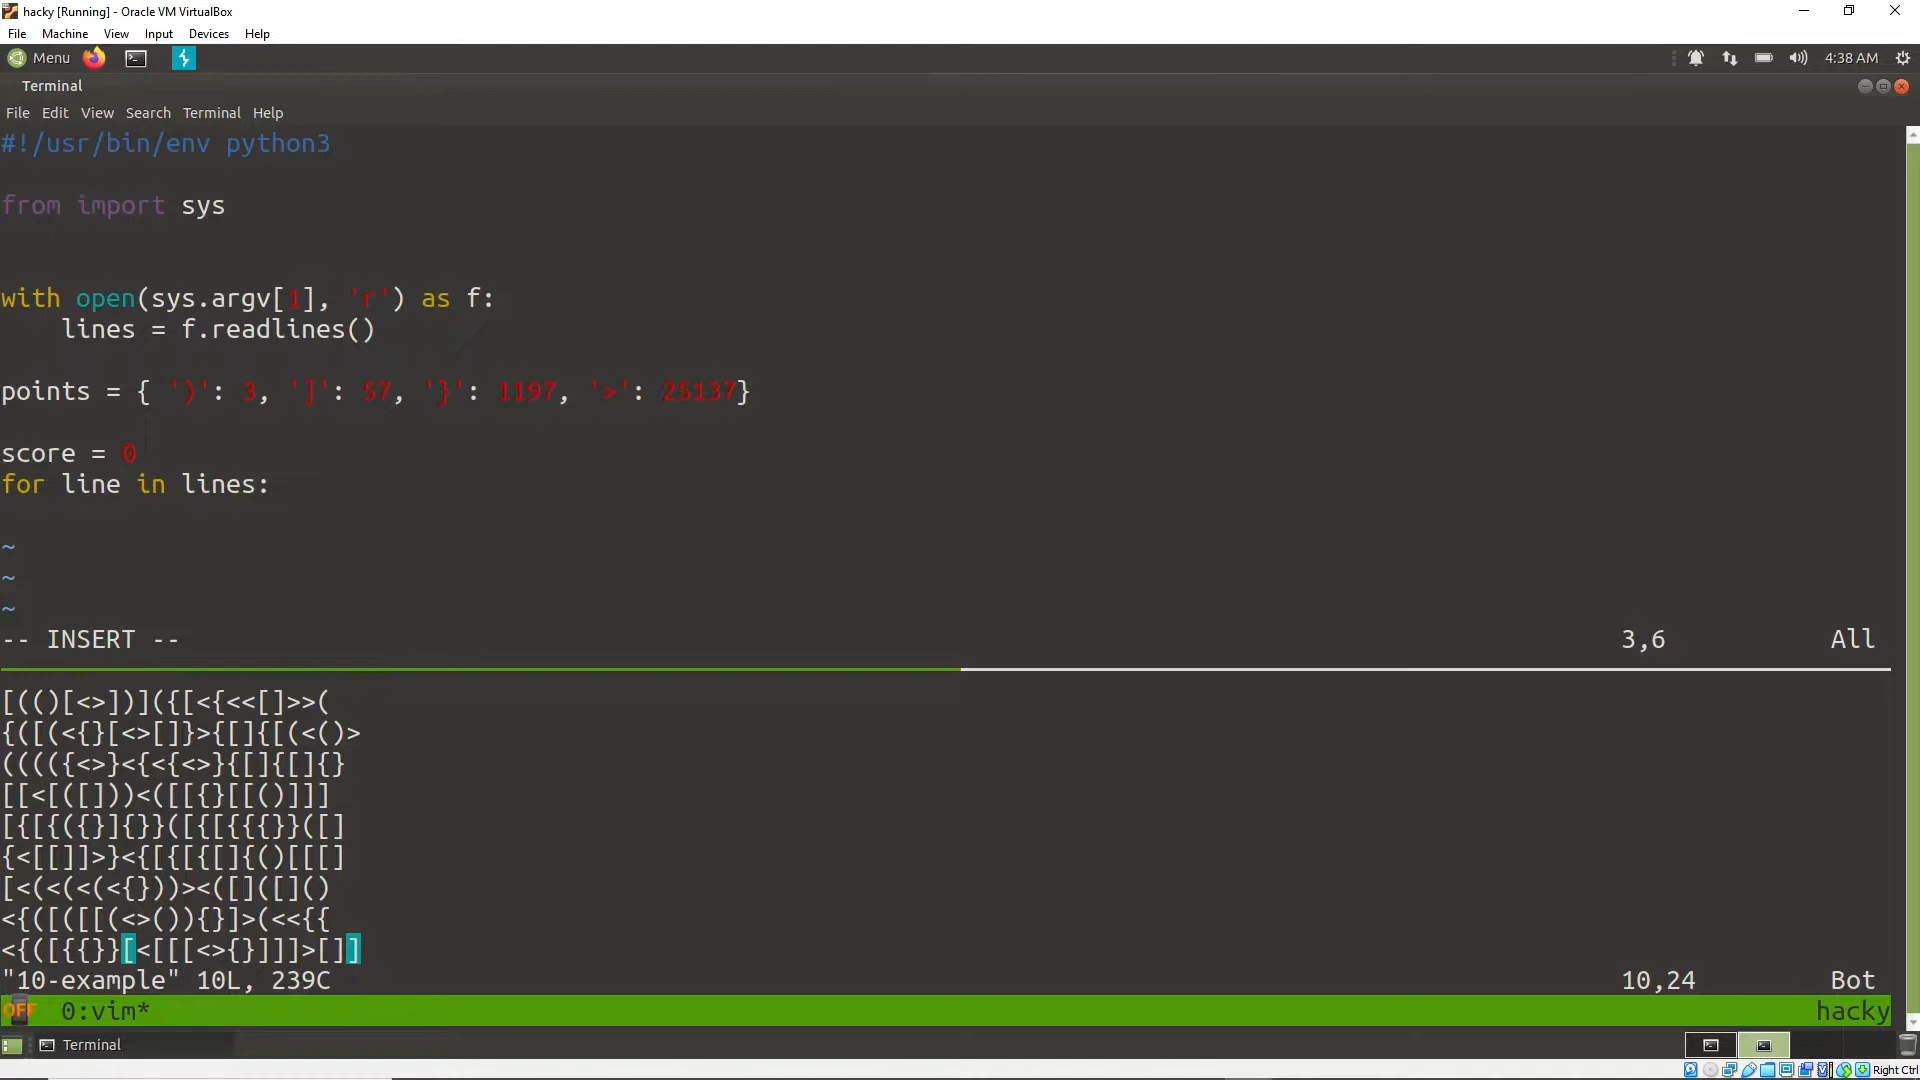 hacky [Running] - Oracle VM VirtualBox
File Machine View Input Devices Help
Menu 4:38 AM
Terminal
File Edit View Search Terminal Help
#!/usr/bin/env python3
from import sys
with open(sys.argv[1], 'r') as f:
    lines = f.readlines()
points = { ')': 3, ']': 57, '}': 1197, '>': 25137}
score = 0
for line in lines:
~
~
~
-- INSERT -- 3,6 All
[(()[<>])]({[<{<<[]>>(
{([(<{}[<>[]}>{[]{[(<()>
(((({<>}<{<{<>}{[]{[]{}
[[<[([]))<([[{}[[()]]]
[{[{({}]{}}([{[{{{}}([]
{<[[]]>}<{[{[{[]{()[[[]
[<(<(<(<{}))><([]([]()
<{([([[(<>()){}]>(<<{{
<{([{{}}[<[[[<>{}]]]>[]]
"10-example" 10L, 239C 10,24 Bot
OFF 0:vim* hacky
Terminal
Right Ctrl